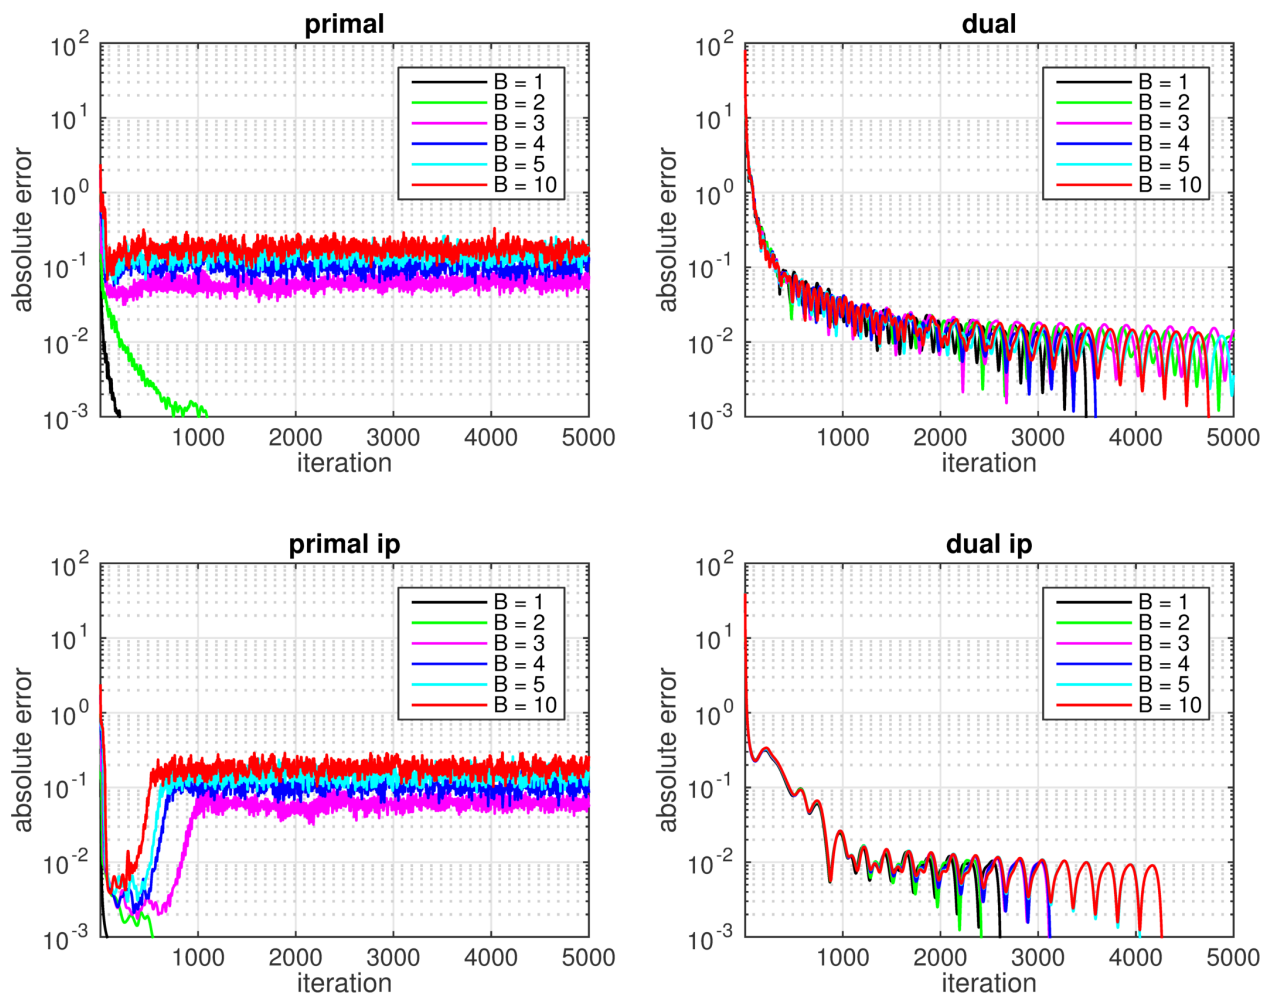 primal
10^2
10^1
10^0
10^-1
10^-2
10^-3
absolute error
B = 1
B = 2
B = 3
B = 4
B = 5
B = 10
1000 2000 3000 4000 5000
iteration
dual
10^2
10^1
10^0
10^-1
10^-2
10^-3
absolute error
B = 1
B = 2
B = 3
B = 4
B = 5
B = 10
1000 2000 3000 4000 5000
iteration
primal ip
10^2
10^1
10^0
10^-1
10^-2
10^-3
absolute error
B = 1
B = 2
B = 3
B = 4
B = 5
B = 10
1000 2000 3000 4000 5000
iteration
dual ip
10^2
10^1
10^0
10^-1
10^-2
10^-3
absolute error
B = 1
B = 2
B = 3
B = 4
B = 5
B = 10
1000 2000 3000 4000 5000
iteration